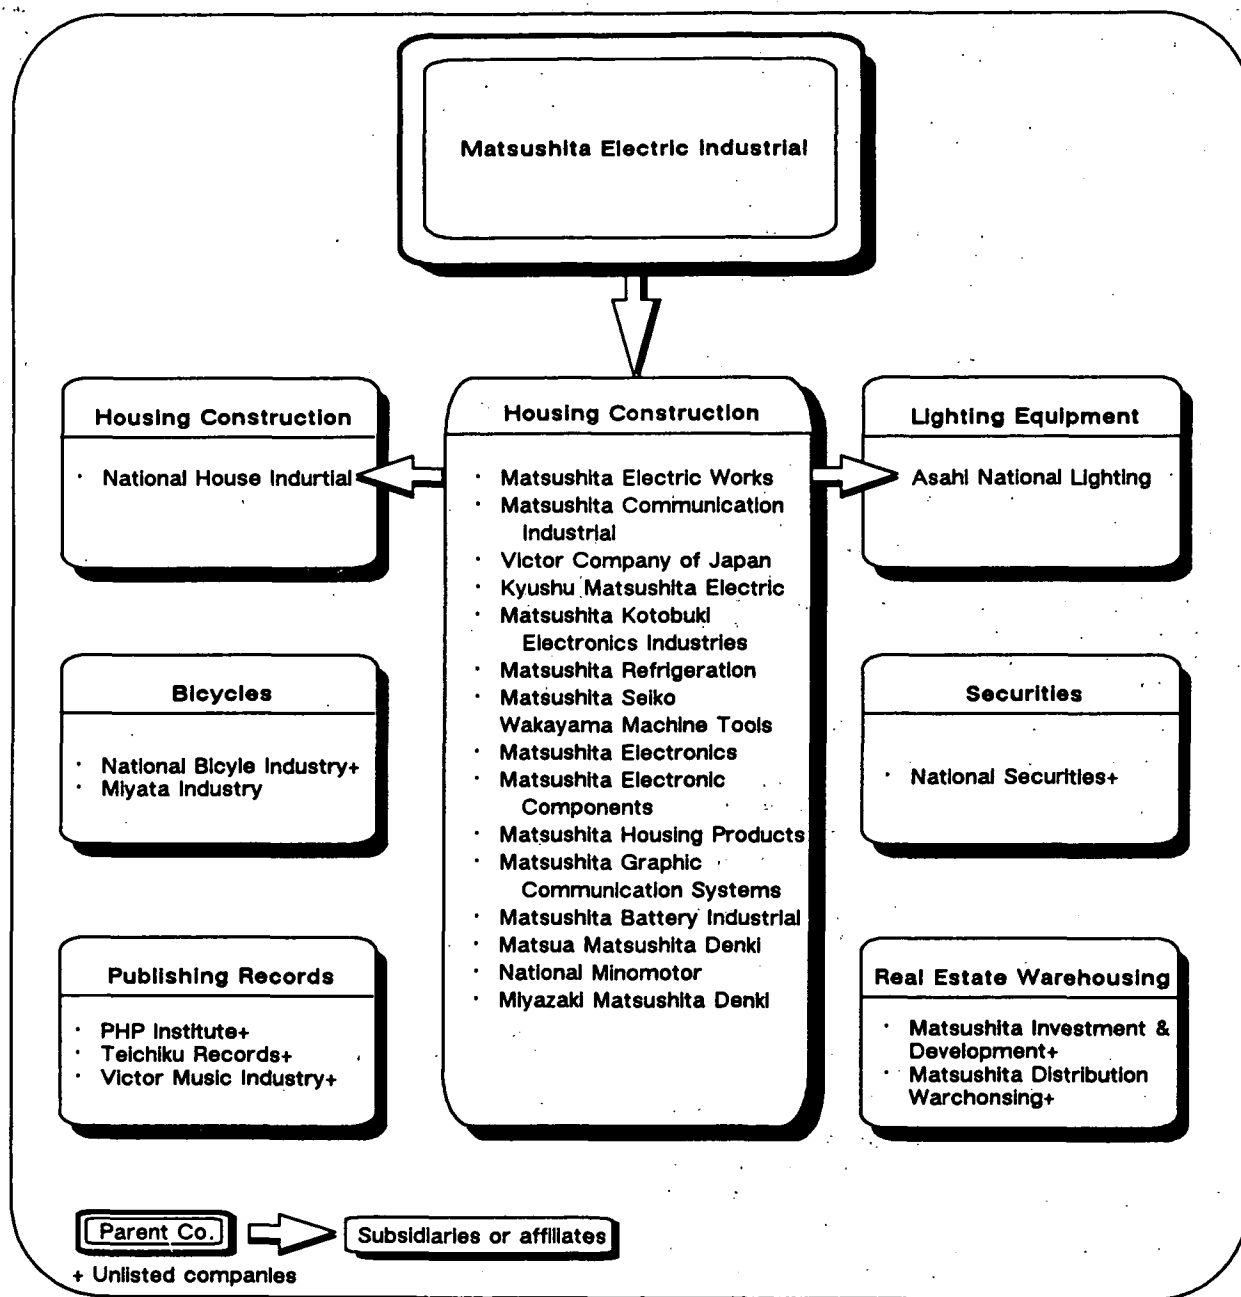 Matsushita Electric Industrial
Housing Construction
· National House Indurtial
Bicycles
· National Bicyle Industry+
· Miyata Industry
Publishing Records
· PHP Institute+
· Teichiku Records+
· Victor Music Industry+
Housing Construction
· Matsushita Electric Works
· Matsushita Communication
Industrial
· Victor Company of Japan
· Kyushu Matsushita Electric
· Matsushita Kotobuki
Electronics Industries
· Matsushita Refrigeration
· Matsushita Seiko
Wakayama Machine Tools
· Matsushita Electronics
· Matsushita Electronic
Components
· Matsushita Housing Products
· Matsushita Graphic
Communication Systems
· Matsushita Battery Industrial
· Matsua Matsushita Denki
· National Minomotor
· Miyazaki Matsushita Denki
Lighting Equipment
Asahi National Lighting
Securities
· National Securities+
Real Estate Warehousing
· Matsushita Investment &
Development+
· Matsushita Distribution
Warchonsing+
Parent Co.
Subsidiaries or affiliates
+ Unlisted companies